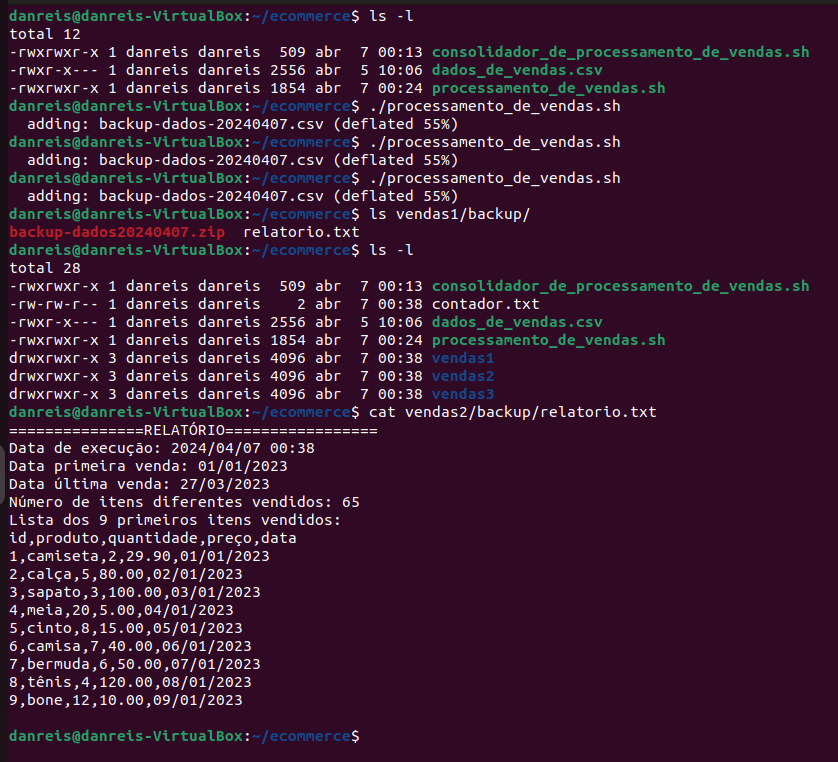 danreis@danreis-VirtualBox:~/ecommerce$ ls -l
total 12
-rwxrwxr-x 1 danreis danreis  509 abr  7 00:13 consolidador_de_processamento_de_vendas.sh
-rwxr-x--- 1 danreis danreis 2556 abr  5 10:06 dados_de_vendas.csv
-rwxrwxr-x 1 danreis danreis 1854 abr  7 00:24 processamento_de_vendas.sh
danreis@danreis-VirtualBox:~/ecommerce$ ./processamento_de_vendas.sh
  adding: backup-dados-20240407.csv (deflated 55%)
danreis@danreis-VirtualBox:~/ecommerce$ ./processamento_de_vendas.sh
  adding: backup-dados-20240407.csv (deflated 55%)
danreis@danreis-VirtualBox:~/ecommerce$ ./processamento_de_vendas.sh
  adding: backup-dados-20240407.csv (deflated 55%)
danreis@danreis-VirtualBox:~/ecommerce$ ls vendas1/backup/
backup-dados20240407.zip  relatorio.txt
danreis@danreis-VirtualBox:~/ecommerce$ ls -l
total 28
-rwxrwxr-x 1 danreis danreis  509 abr  7 00:13 consolidador_de_processamento_de_vendas.sh
-rw-rw-r-- 1 danreis danreis    2 abr  7 00:38 contador.txt
-rwxr-x--- 1 danreis danreis 2556 abr  5 10:06 dados_de_vendas.csv
-rwxrwxr-x 1 danreis danreis 1854 abr  7 00:24 processamento_de_vendas.sh
drwxrwxr-x 3 danreis danreis 4096 abr  7 00:38 vendas1
drwxrwxr-x 3 danreis danreis 4096 abr  7 00:38 vendas2
drwxrwxr-x 3 danreis danreis 4096 abr  7 00:38 vendas3
danreis@danreis-VirtualBox:~/ecommerce$ cat vendas2/backup/relatorio.txt
===============RELATÓRIO=================
Data de execução: 2024/04/07 00:38
Data primeira venda: 01/01/2023
Data última venda: 27/03/2023
Número de itens diferentes vendidos: 65
Lista dos 9 primeiros itens vendidos:
id,produto,quantidade,preço,data
1,camiseta,2,29.90,01/01/2023
2,calça,5,80.00,02/01/2023
3,sapato,3,100.00,03/01/2023
4,meia,20,5.00,04/01/2023
5,cinto,8,15.00,05/01/2023
6,camisa,7,40.00,06/01/2023
7,bermuda,6,50.00,07/01/2023
8,tênis,4,120.00,08/01/2023
9,bone,12,10.00,09/01/2023
danreis@danreis-VirtualBox:~/ecommerce$